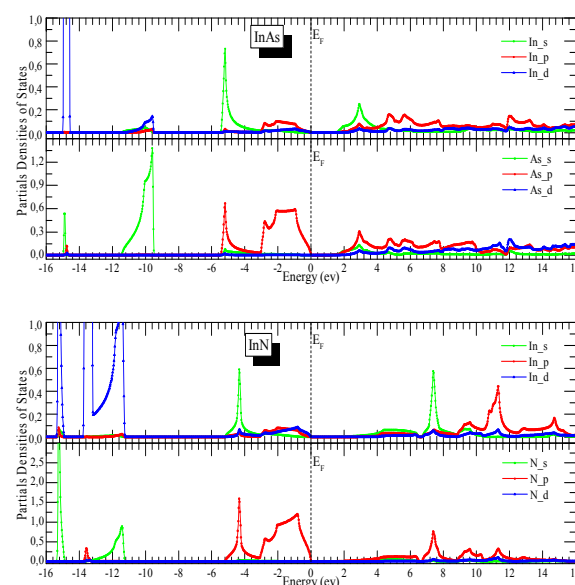 InAs
E_F
In_s
In_p
In_d
1,0
0,8
0,6
0,4
0,2
0,0
Partials Densities of States
E_F
As_s
As_p
As_d
1,2
0,9
0,6
0,3
0,0
-16 -14 -12 -10 -8 -6 -4 -2 0 2 4 6 8 10 12 14 16
Energy (ev)
InN
E_F
In_s
In_p
In_d
1,0
0,8
0,6
0,4
0,2
0,0
Partials Densities of States
E_F
N_s
N_p
N_d
2,5
2,0
1,5
1,0
0,5
0,0
-16 -14 -12 -10 -8 -6 -4 -2 0 2 4 6 8 10 12 14 16
Energy (ev)